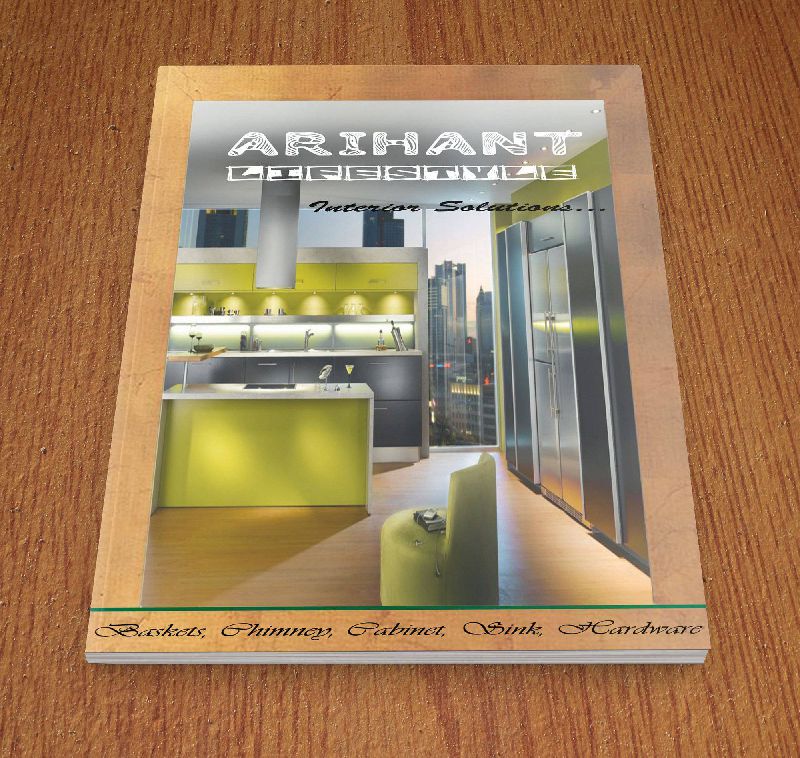 ARIHANT
LIFESTYLE
Interior Solutions...
Baskets, Chimney, Cabinet, Sink, Hardware